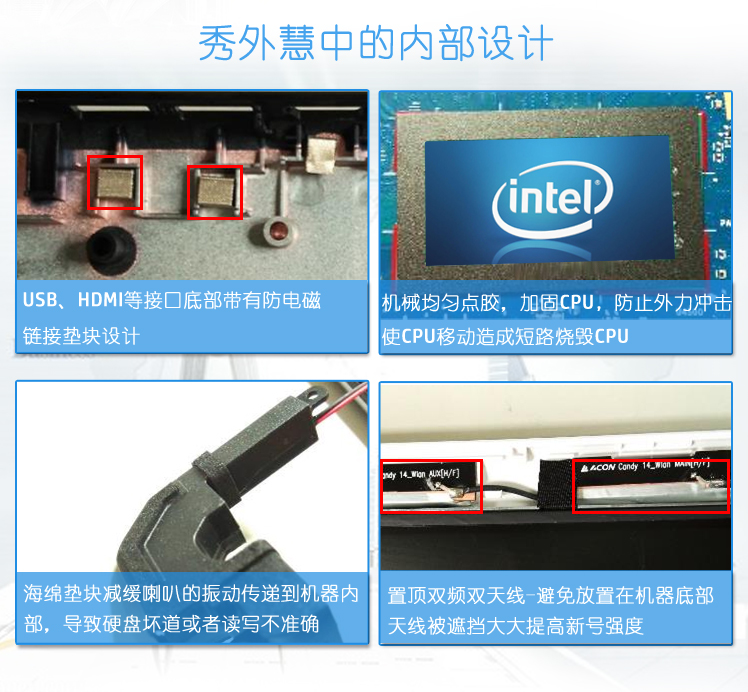 秀外慧中的内部设计
USB、HDMI等接口底部带有防电磁
链接垫块设计
intel
机械均匀点胶，加固CPU，防止外力冲击
使CPU移动造成短路烧毁CPU
海绵垫块减缓喇叭的振动传递到机器内
部，导致硬盘坏道或者读写不准确
ndy 14_Wlan AUX[H/F]
ACON Candy 14_Wlan MAIN[H/F]
置顶双频双天线-避免放置在机器底部
天线被遮挡大大提高新号强度